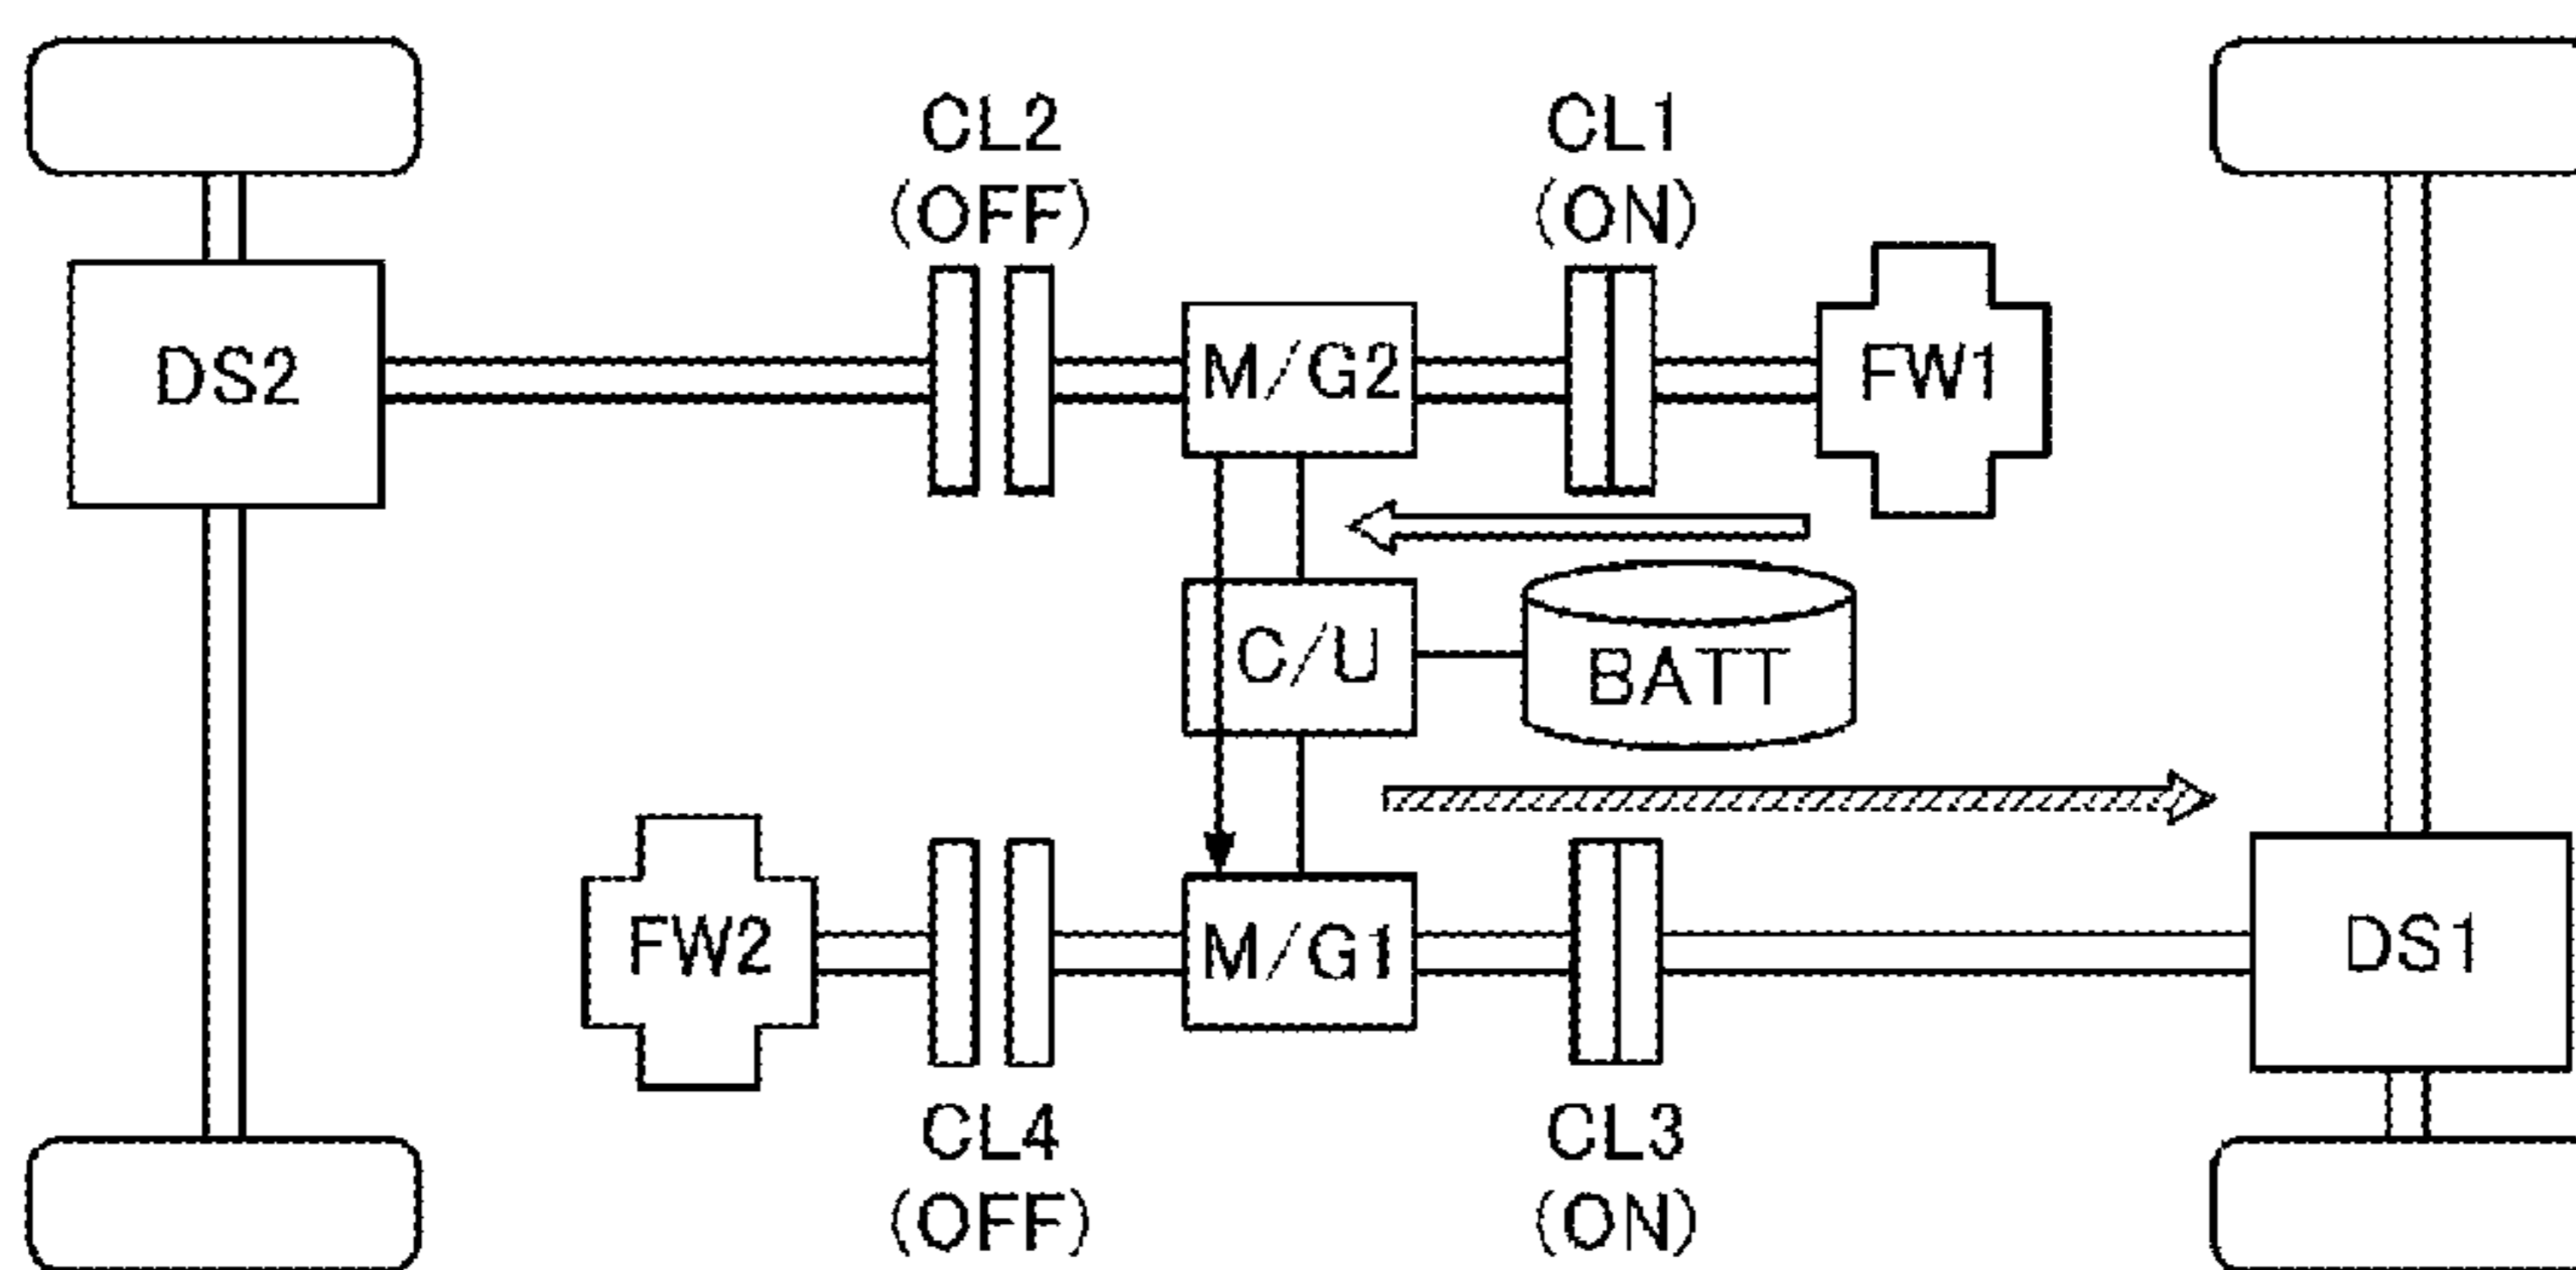 CL2
(OFF)
CL1
(ON)
DS2
M/G2
FW1
C/U
BATT
FW2
M/G1
DS1
CL4
(OFF)
CL3
(ON)